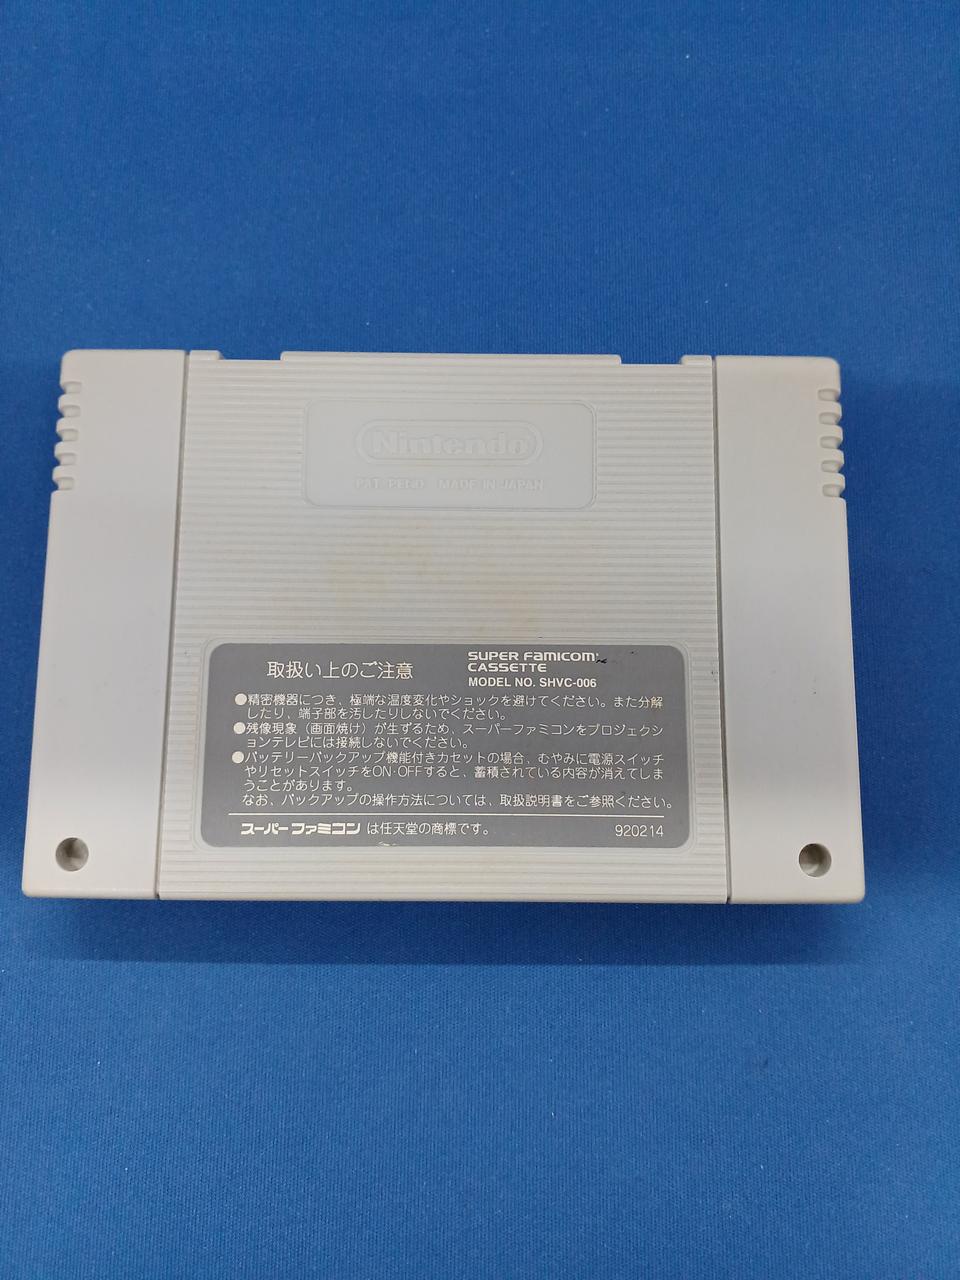 Nintendo
PAT. PEND. MADE IN JAPAN
取扱い上のご注意
SUPER FAMICOM
CASSETTE
MODEL NO. SHVC-006
●精密機器につき、極端な温度変化やショックを避けてください。また分解
したり、端子部を汚したりしないでください。
●残像現象（画面焼け）が生ずるため、スーパーファミコンをプロジェクシ
ョンテレビには接続しないでください。
●バッテリーバックアップ機能付きカセットの場合、むやみに電源スイッチ
やリセットスイッチをON・OFFすると、蓄積されている内容が消えてしま
うことがあります。
なお、バックアップの操作方法については、取扱説明書をご参照ください。
スーパーファミコン は任天堂の商標です。
920214